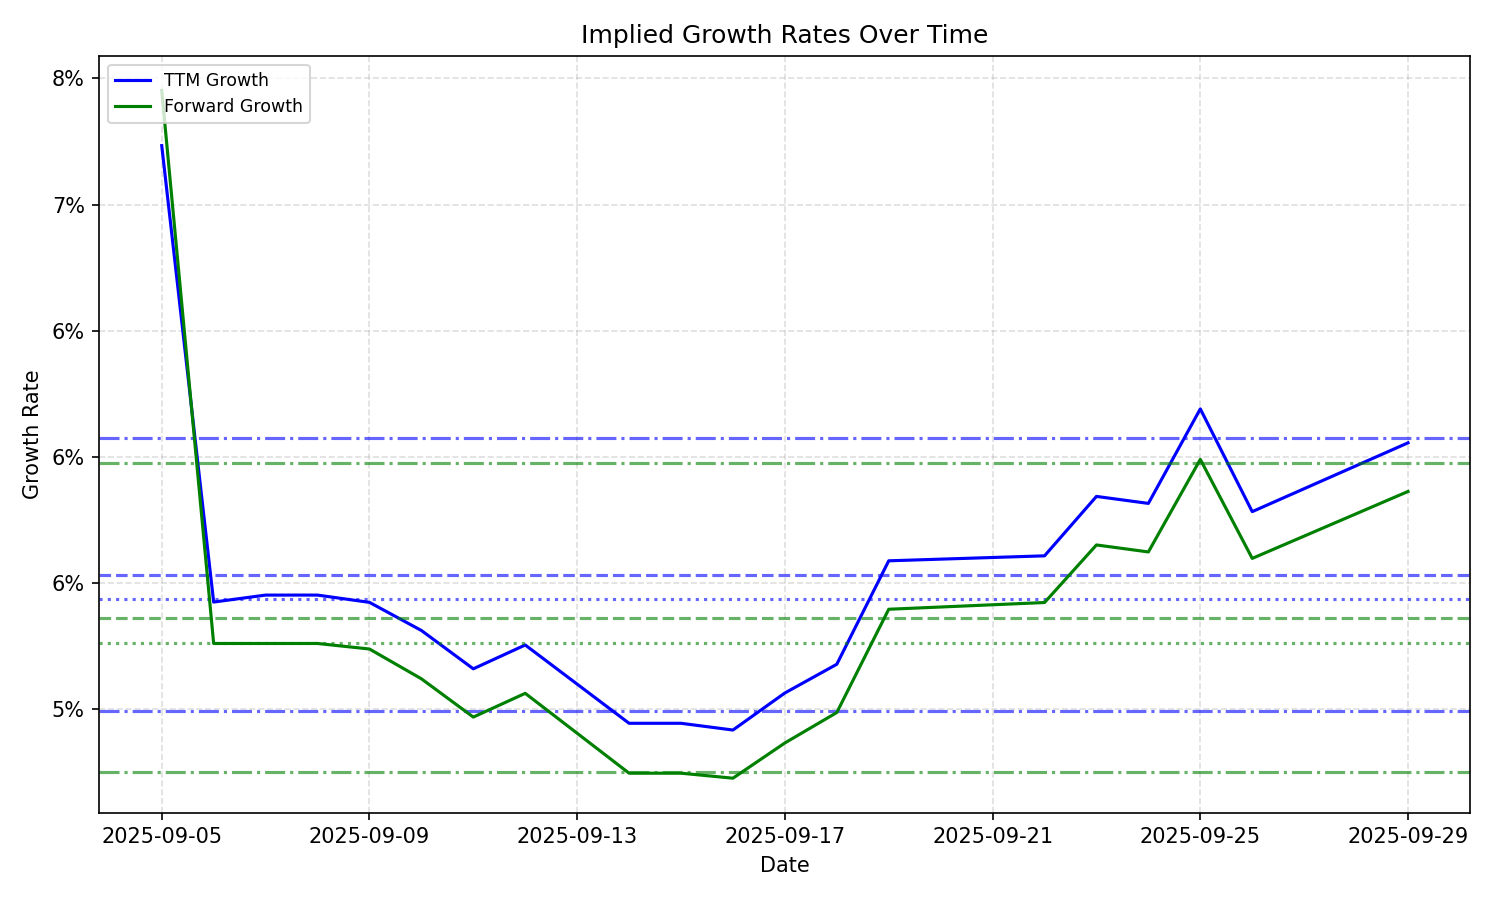 Implied Growth Rates Over Time
TTM Growth
Forward Growth
8%
7%
6%
6%
6%
5%
Growth Rate
2025-09-05
2025-09-09
2025-09-13
2025-09-17
2025-09-21
2025-09-25
2025-09-29
Date